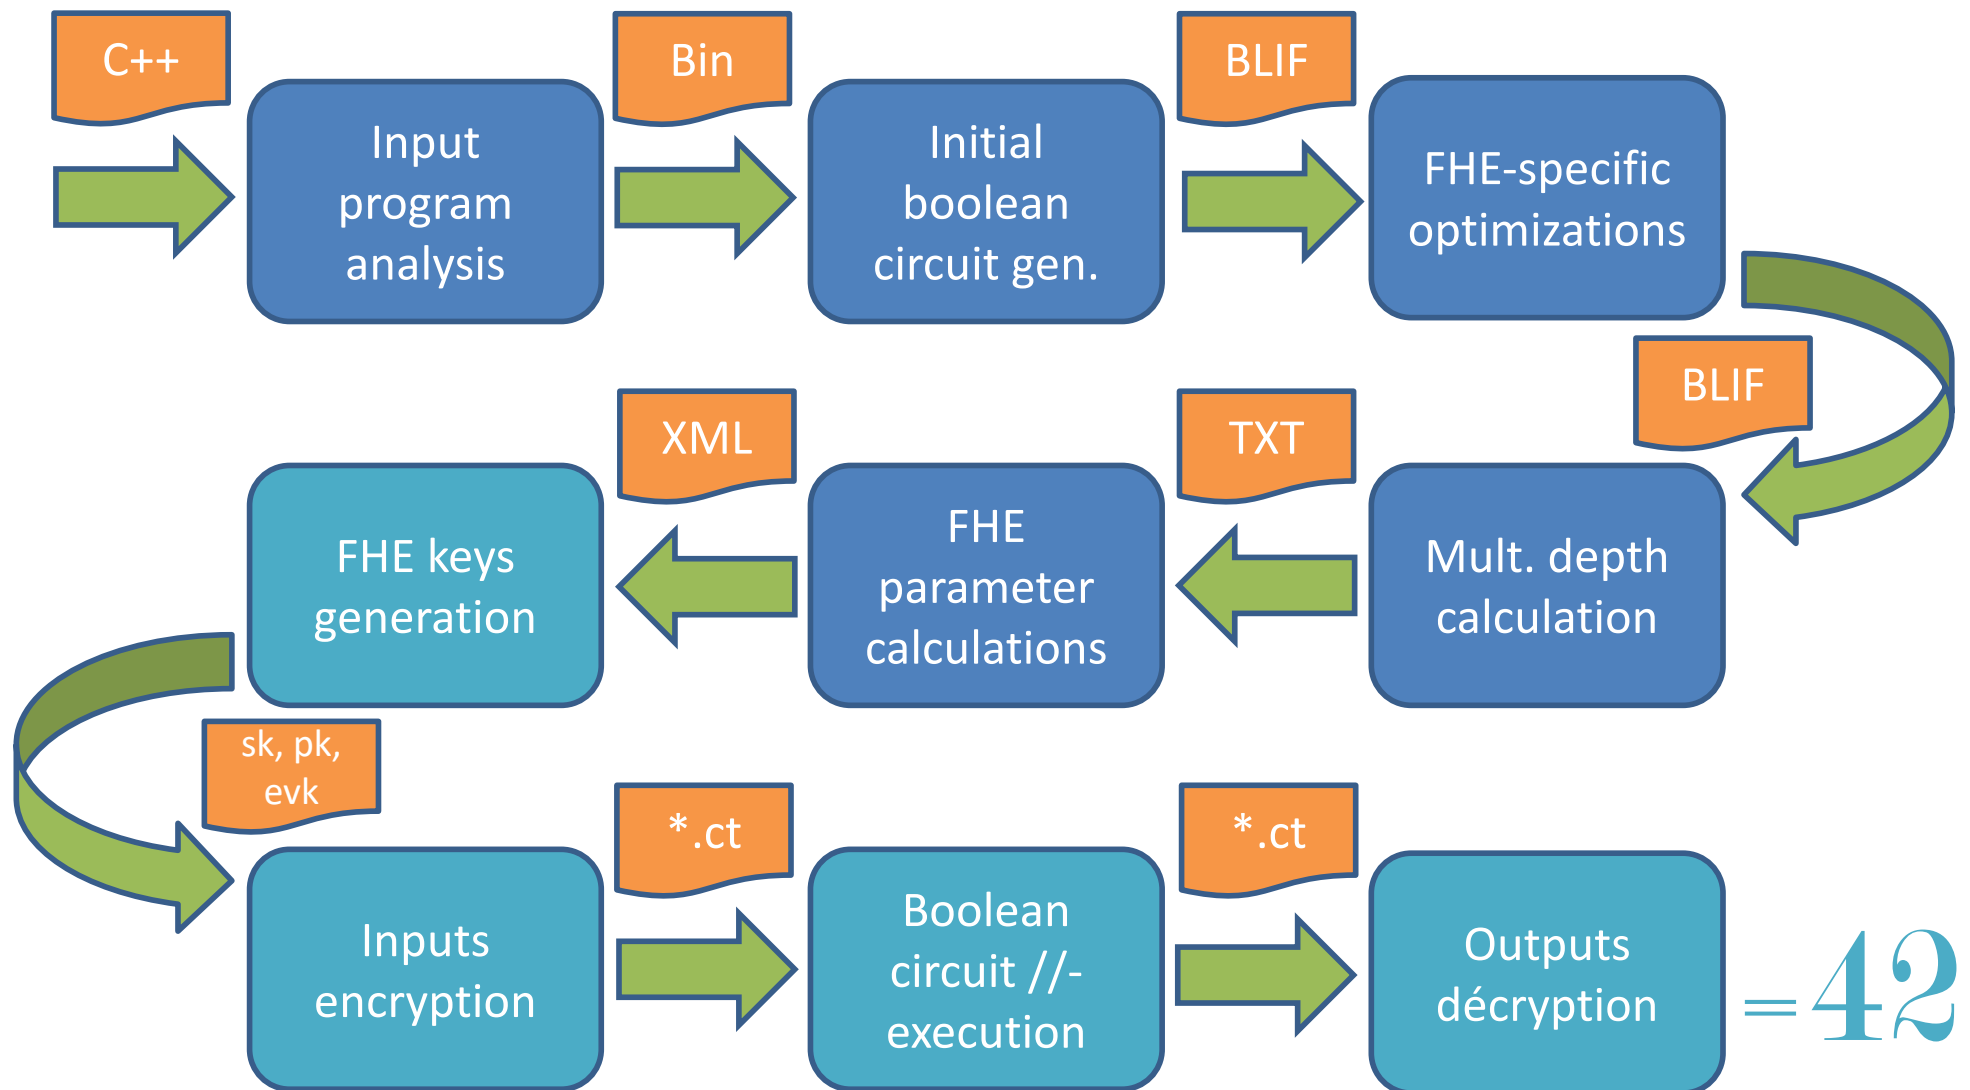 C++
Input
program
analysis
Bin
Initial
boolean
circuit gen.
BLIF
FHE-specific
optimizations
BLIF
Mult. depth
calculation
TXT
FHE
parameter
calculations
XML
FHE keys
generation
sk, pk,
evk
Inputs
encryption
*.ct
Boolean
circuit //-
execution
*.ct
Outputs
décryption
=42